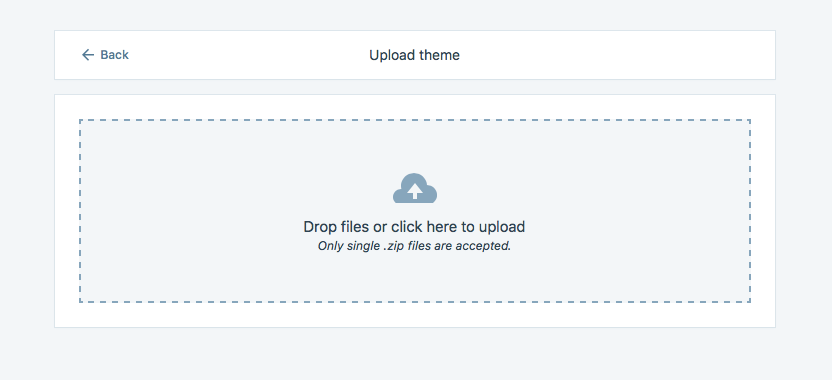 Back
Upload theme
Drop files or click here to upload
Only single .zip files are accepted.